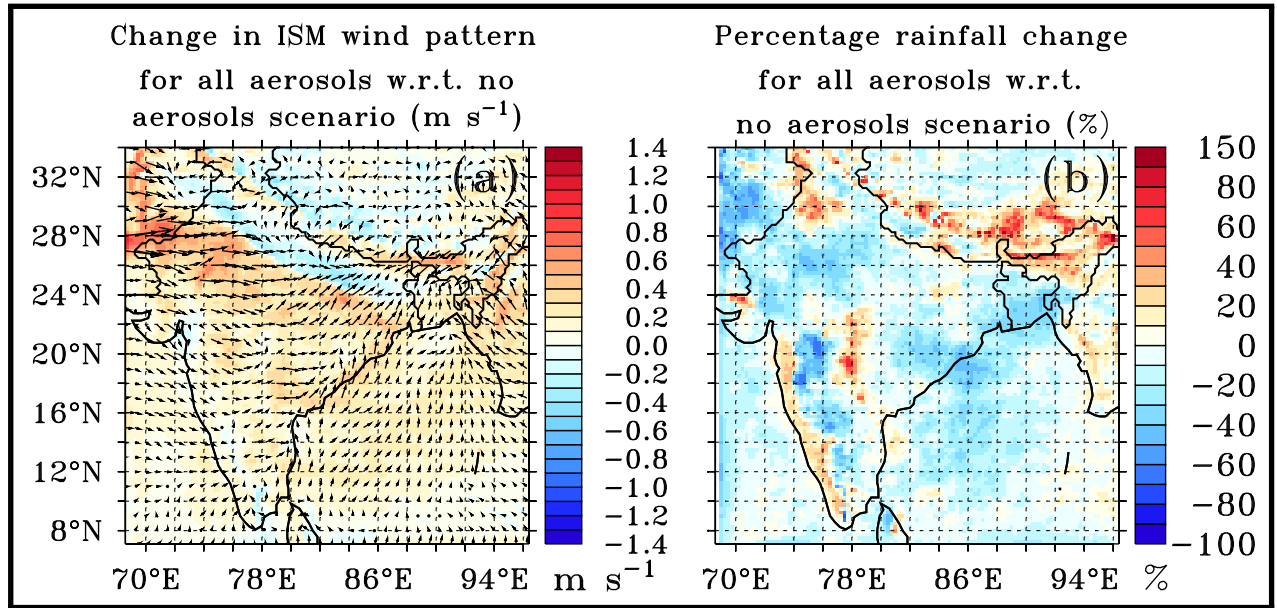 Change in ISM wind pattern
for all aerosols w.r.t. no
aerosols scenario (m s⁻¹)
(a)
32°N
28°N
24°N
20°N
16°N
12°N
8°N
70°E 78°E 86°E 94°E
1.4
1.2
1.0
0.8
0.6
0.4
0.2
0.0
−0.2
−0.4
−0.6
−0.8
−1.0
−1.2
−1.4
m s⁻¹
Percentage rainfall change
for all aerosols w.r.t.
no aerosols scenario (%)
(b)
70°E 78°E 86°E 94°E
150
80
60
40
20
0
−20
−40
−60
−80
−100
%